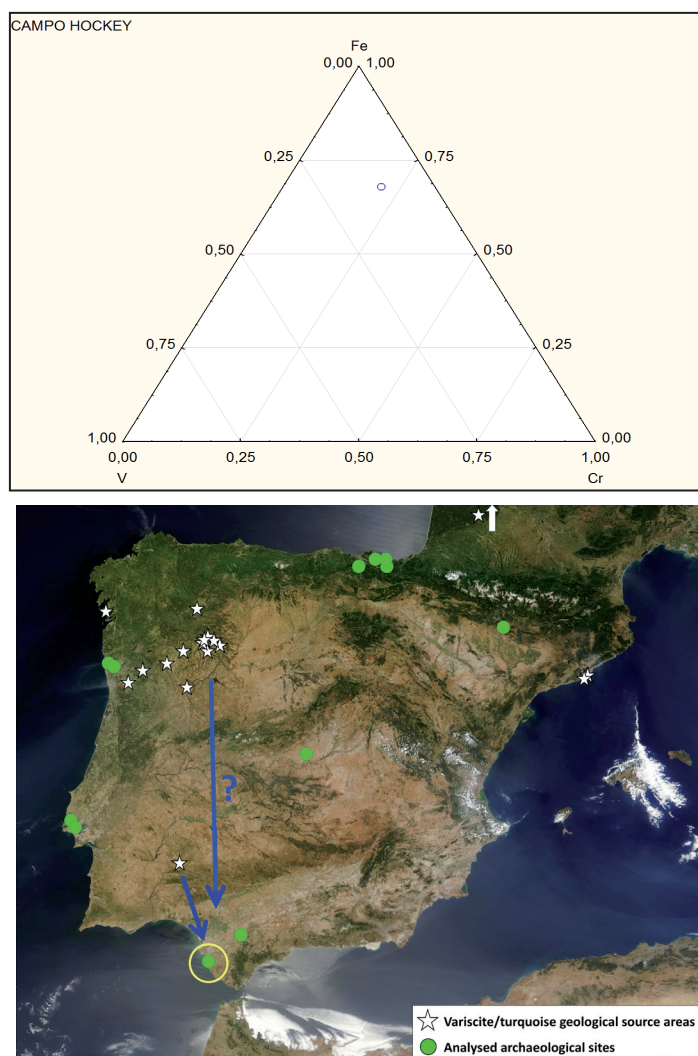 CAMPO HOCKEY
Fe
0,00 1,00
0,25 0,75
0,50 0,50
0,75 0,25
1,00 0,00
0,00 0,25 0,50 0,75 1,00
V Cr
?
Variscite/turquoise geological source areas
Analysed archaeological sites